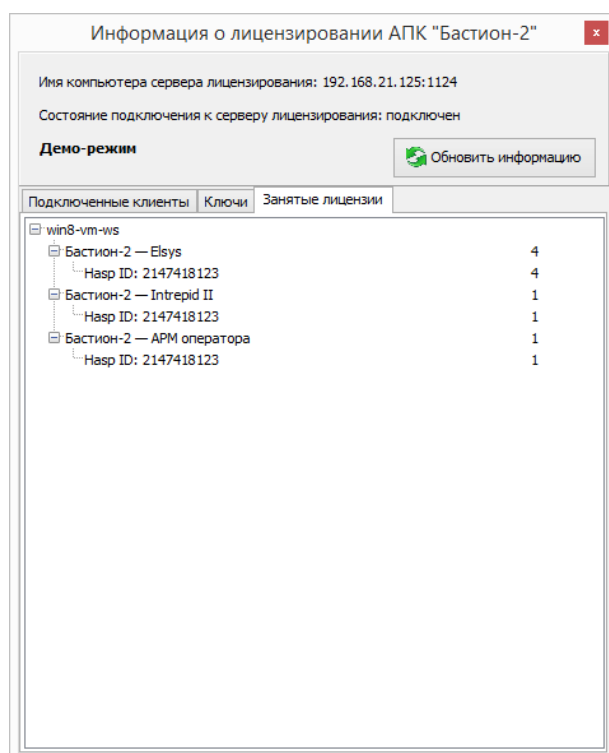 Информация о лицензировании АПК "Бастион-2"
x
Имя компьютера сервера лицензирования: 192.168.21.125:1124
Состояние подключения к серверу лицензирования: подключен
Демо-режим
Обновить информацию
Подключенные клиенты Ключи Занятые лицензии
win8-vm-ws
Бастион-2 — Elsys 4
Hasp ID: 2147418123 4
Бастион-2 — Intrepid II 1
Hasp ID: 2147418123 1
Бастион-2 — АРМ оператора 1
Hasp ID: 2147418123 1